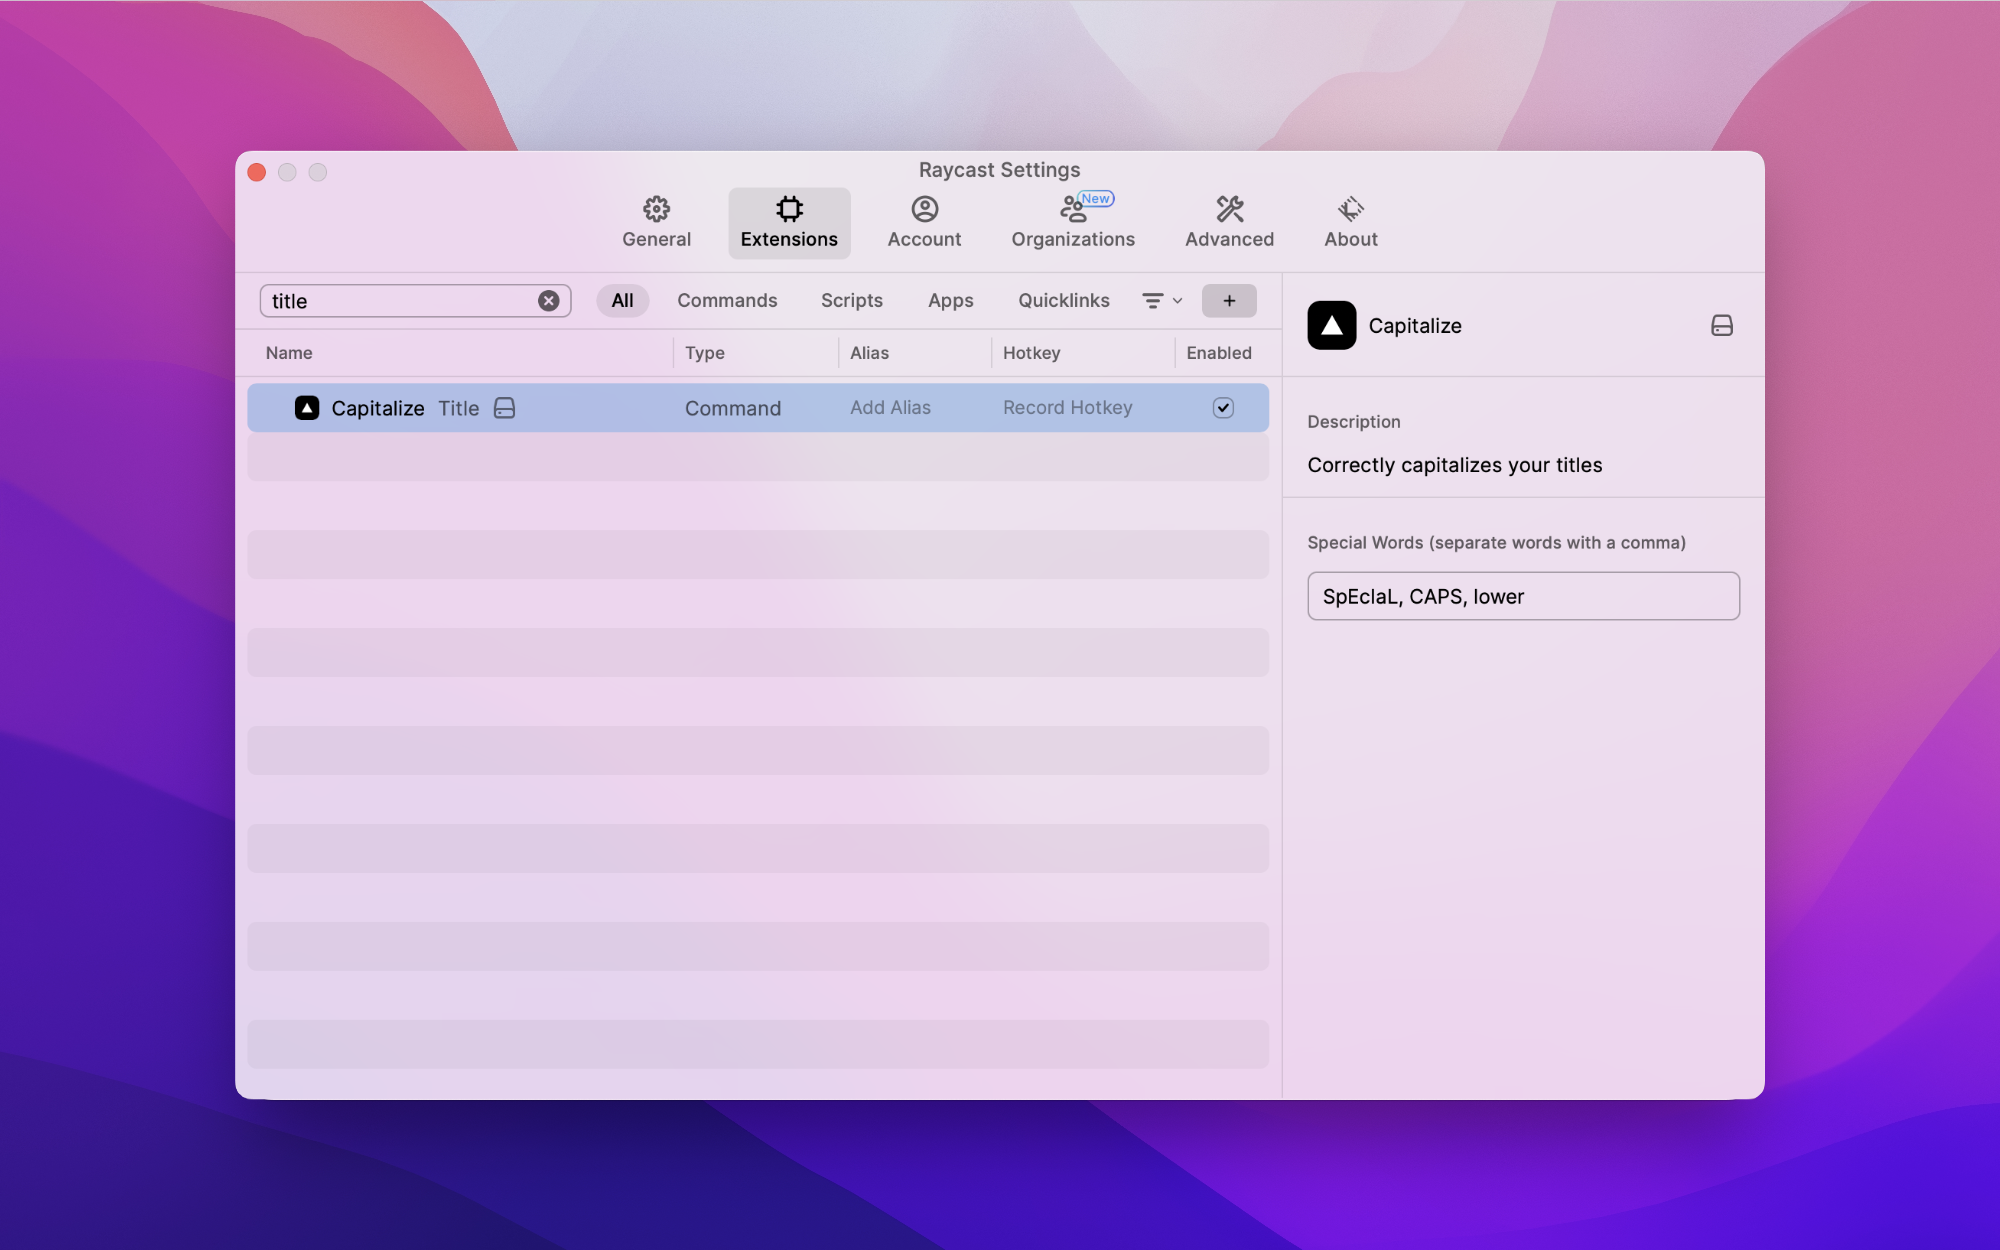 Raycast Settings
General
Extensions
Account
New
Organizations
Advanced
About
title
All
Commands
Scripts
Apps
Quicklinks
+
Capitalize
Name
Type
Alias
Hotkey
Enabled
Capitalize Title
Command
Add Alias
Record Hotkey
Description
Correctly capitalizes your titles
Special Words (separate words with a comma)
SpEcIaL, CAPS, lower